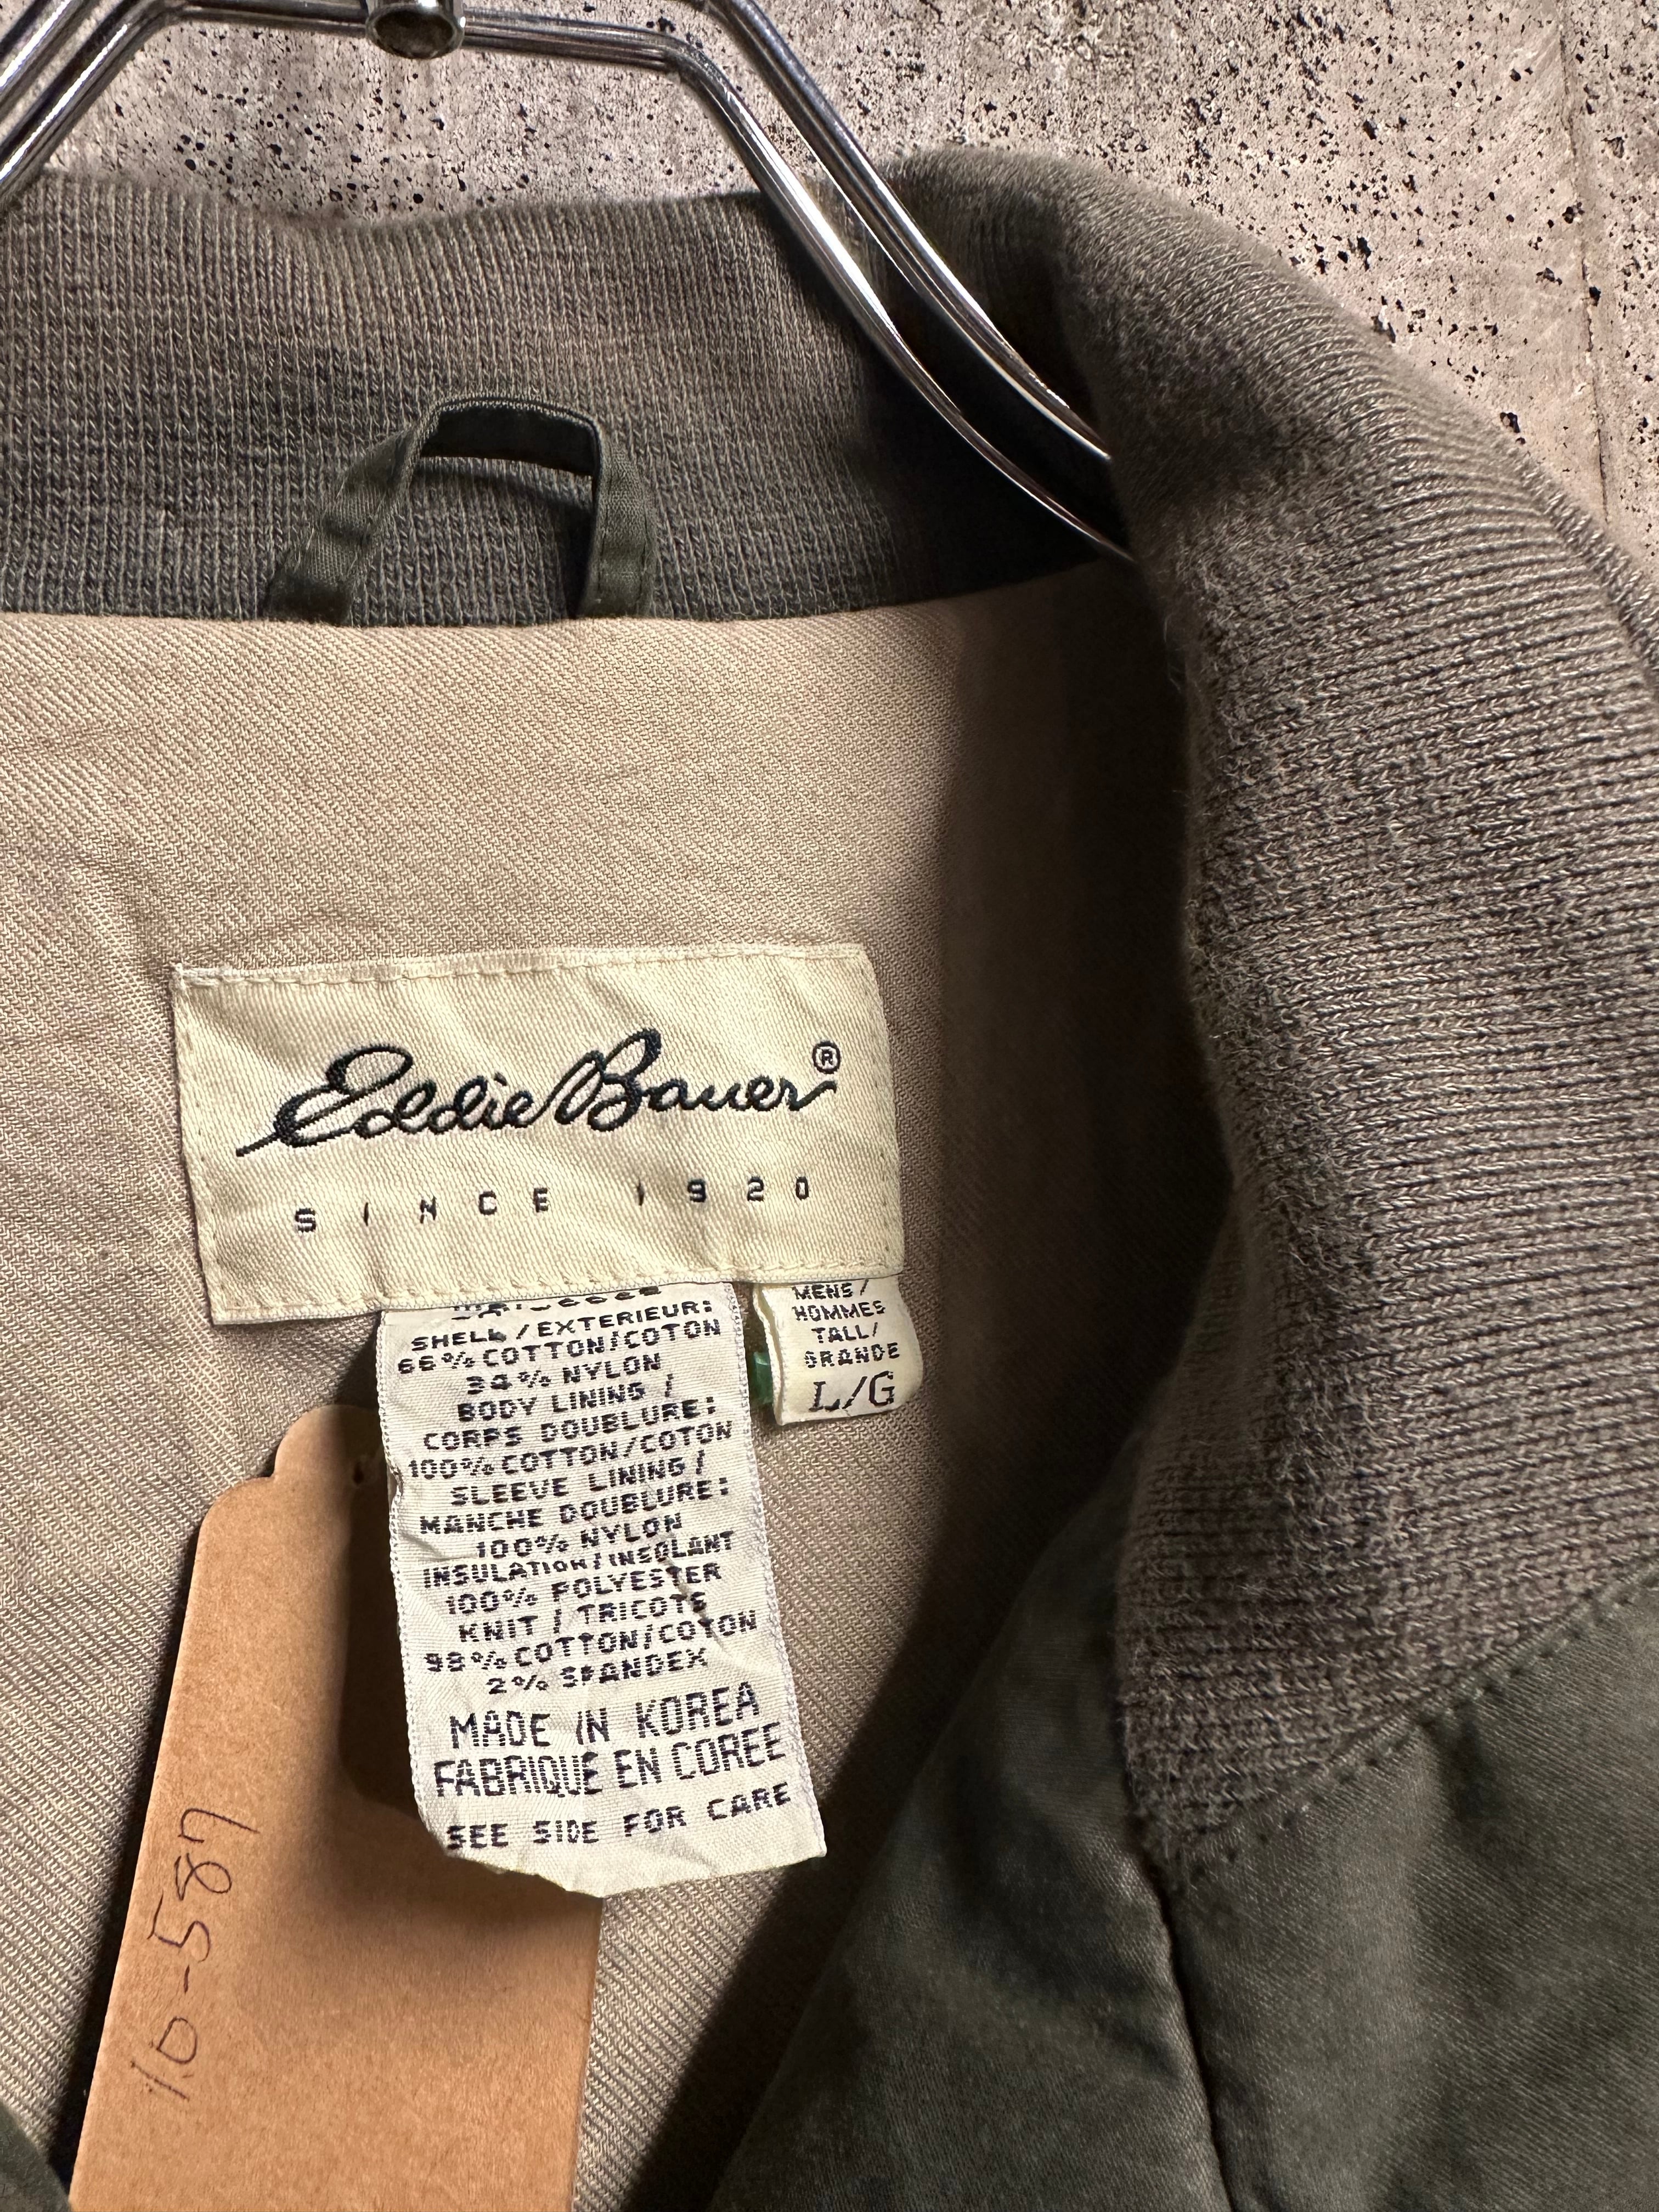 Eddie Bauer®
SINCE 1920
SHELL/EXTERIEUR:
66% COTTON/COTON
34% NYLON
BODY LINING/
CORPS DOUBLURE:
100% COTTON/COTON
SLEEVE LINING/
MANCHE DOUBLURE:
100% NYLON
INSULATION/INSOLANT
100% POLYESTER
KNIT/TRICOTS
98% COTTON/COTON
2% SPANDEX
MADE IN KOREA
FABRIQUÉ EN COREE
SEE SIDE FOR CARE
MENS/
HOMMES
TALL/
GRANDE
L/G
10-587